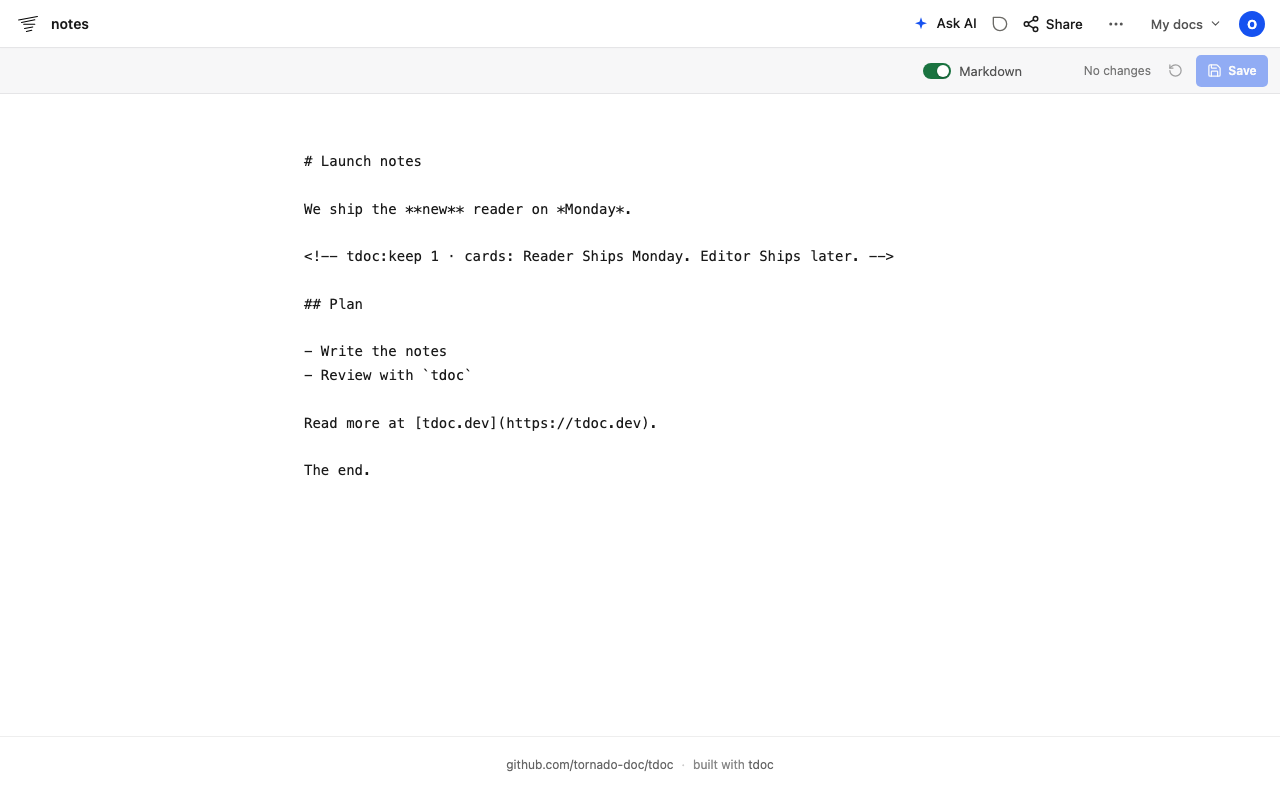 notes
Ask AI
Share
My docs
O
Markdown
No changes
Save
# Launch notes
We ship the **new** reader on *Monday*.
<!-- tdoc:keep 1 · cards: Reader Ships Monday. Editor Ships later. -->
## Plan
- Write the notes
- Review with `tdoc`
Read more at [tdoc.dev](https://tdoc.dev).
The end.
github.com/tornado-doc/tdoc · built with tdoc